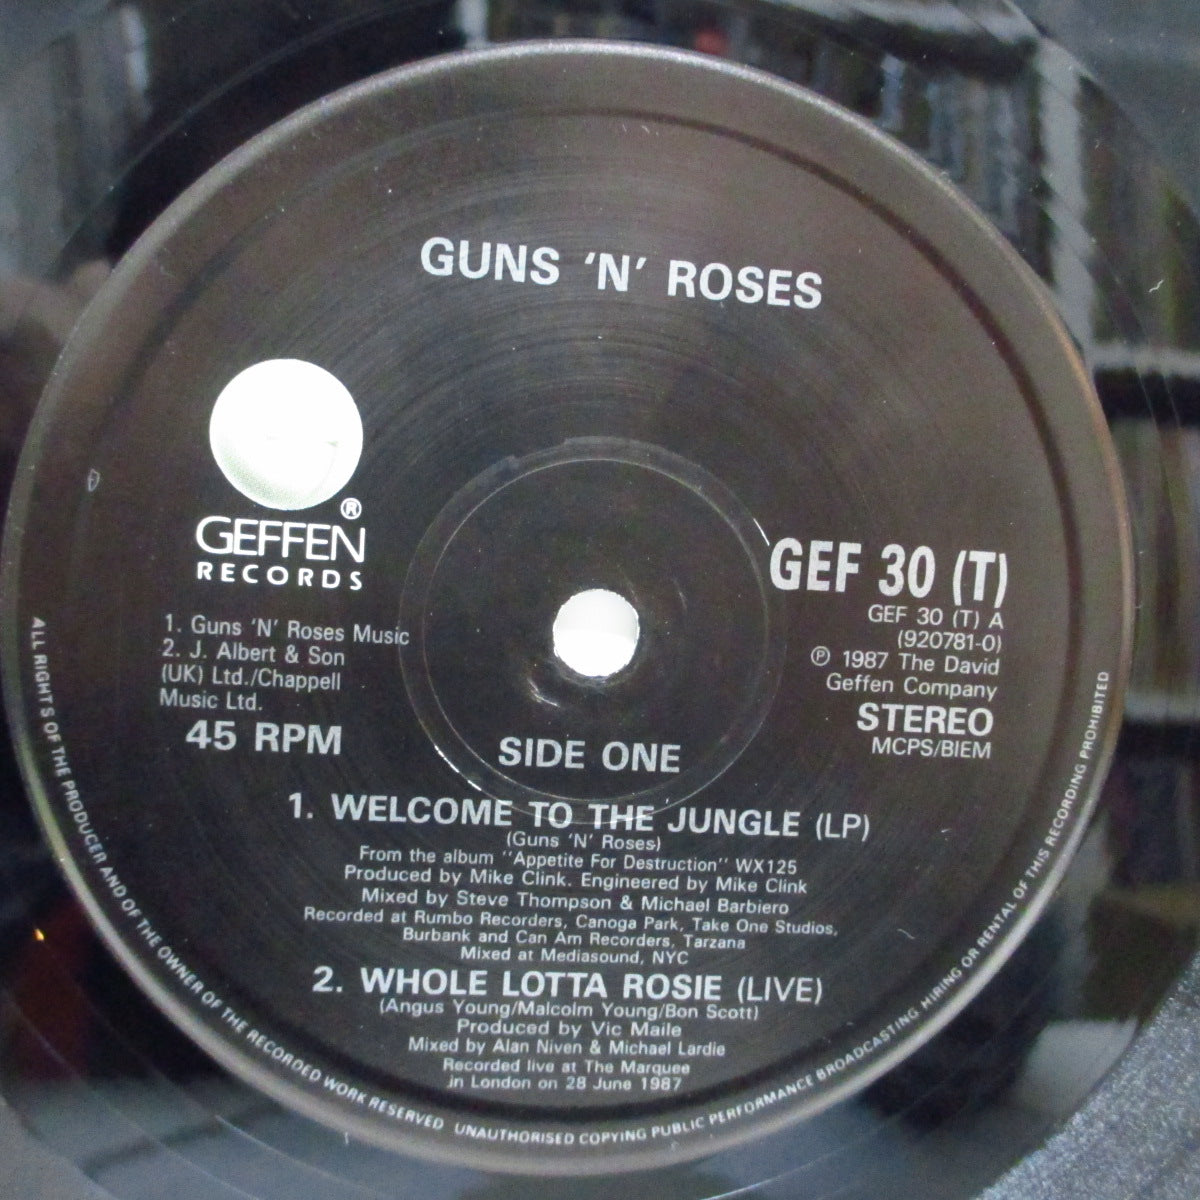 GUNS 'N' ROSES
®
GEFFEN
RECORDS
1. Guns 'N' Roses Music
2. J. Albert & Son
(UK) Ltd./Chappell
Music Ltd.
45 RPM
GEF 30 (T)
GEF 30 (T) A
(920781-0)
℗ 1987 The David
Geffen Company
STEREO
MCPS/BIEM
SIDE ONE
1. WELCOME TO THE JUNGLE (LP)
(Guns 'N' Roses)
From the album "Appetite For Destruction" WX125
Produced by Mike Clink. Engineered by Mike Clink
Mixed by Steve Thompson & Michael Barbiero
Recorded at Rumbo Recorders, Canoga Park, Take One Studios,
Burbank and Can Am Recorders, Tarzana
Mixed at Mediasound, NYC
2. WHOLE LOTTA ROSIE (LIVE)
(Angus Young/Malcolm Young/Bon Scott)
Produced by Vic Maile
Mixed by Alan Niven & Michael Lardie
Recorded live at The Marquee
in London on 28 June 1987
ALL RIGHTS OF THE PRODUCER AND OF THE OWNER OF THE RECORDED WORK RESERVED UNAUTHORISED COPYING PUBLIC PERFORMANCE BROADCASTING HIRING OR RENTAL OF THIS RECORDING PROHIBITED